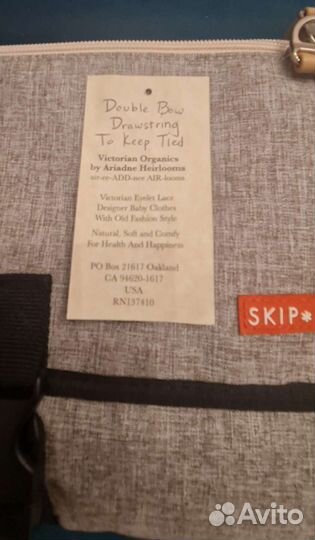 Double Bow
Drawstring
To Keep Tied
Victorian Organics
by Ariadne Heirlooms
air-ee-ADD-nee AIR-looms
Victorian Eyelet Lace
Designer Baby Clothes
With Old Fashion Style
Natural, Soft and Comfy
For Health And Happiness
PO Box 21617 Oakland
CA 94620-1617
USA
RN137410
SKIP*
Avito